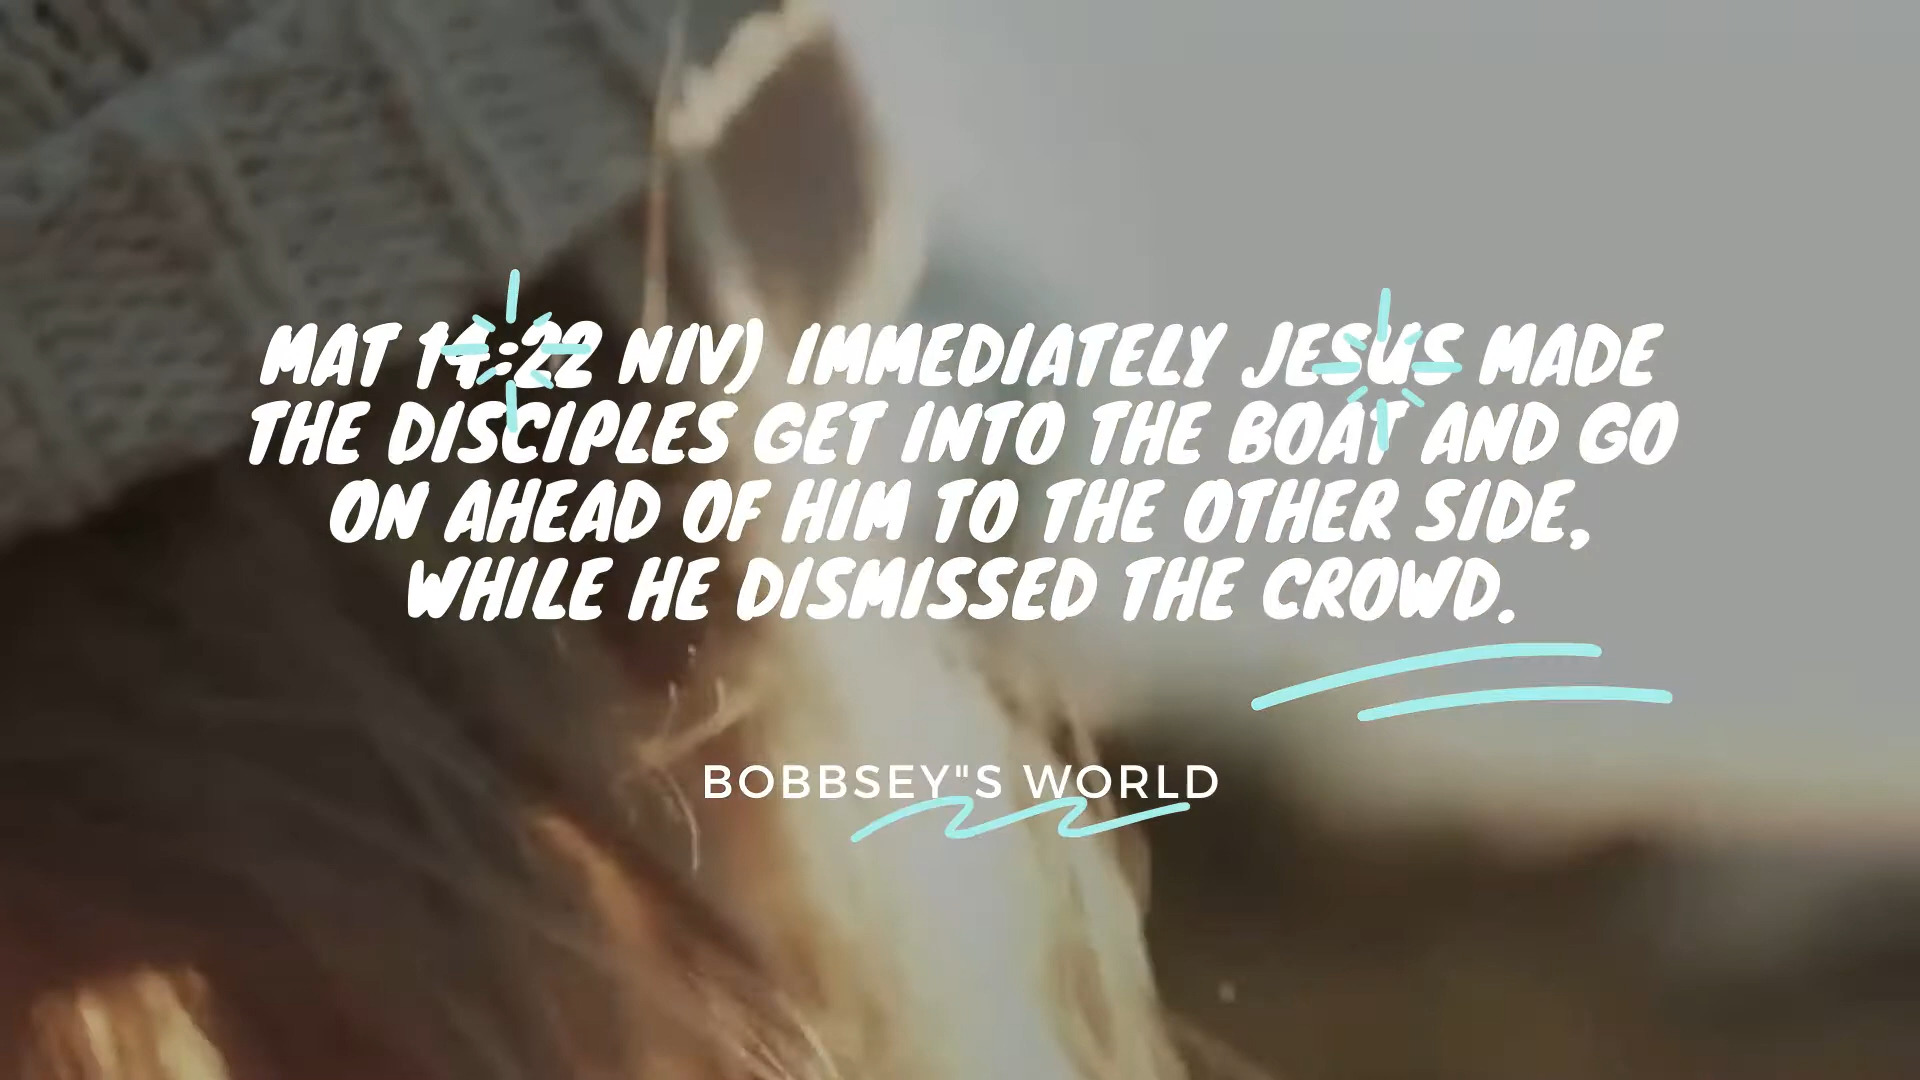 MAT 14:22 NIV) IMMEDIATELY JESUS MADE
THE DISCIPLES GET INTO THE BOAT AND GO
ON AHEAD OF HIM TO THE OTHER SIDE,
WHILE HE DISMISSED THE CROWD.
BOBBSEY"S WORLD